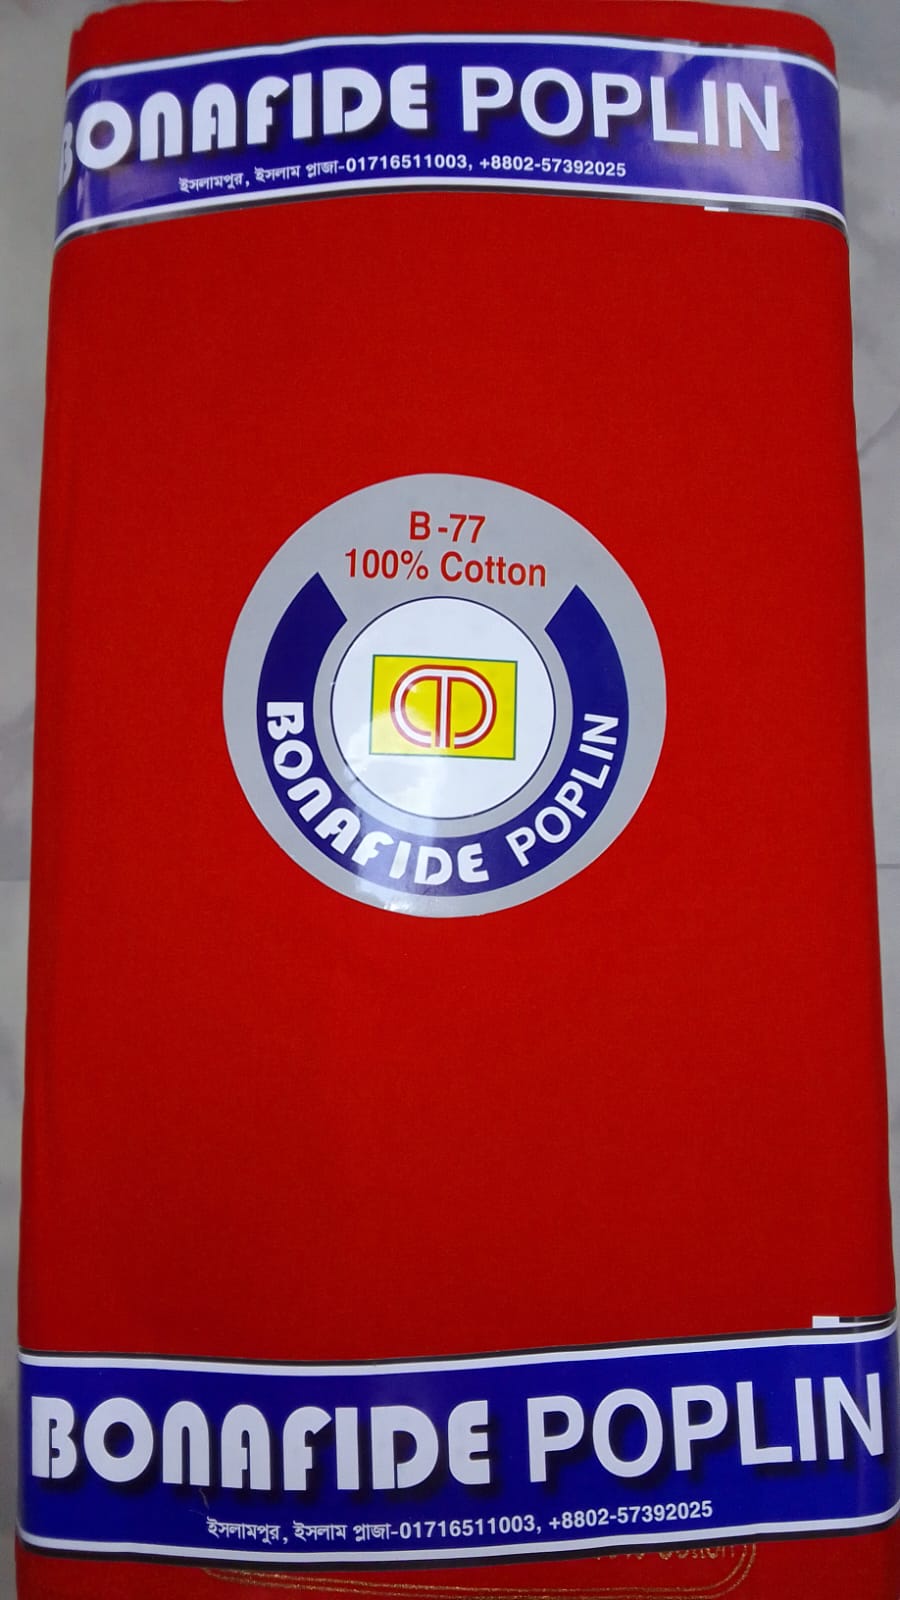 BONAFIDE POPLIN
ইসলামপুর, ইসলাম প্লাজা-01716511003, +8802-57392025
B-77
100% Cotton
BONAFIDE POPLIN
BONAFIDE POPLIN
ইসলামপুর, ইসলাম প্লাজা-01716511003, +8802-57392025